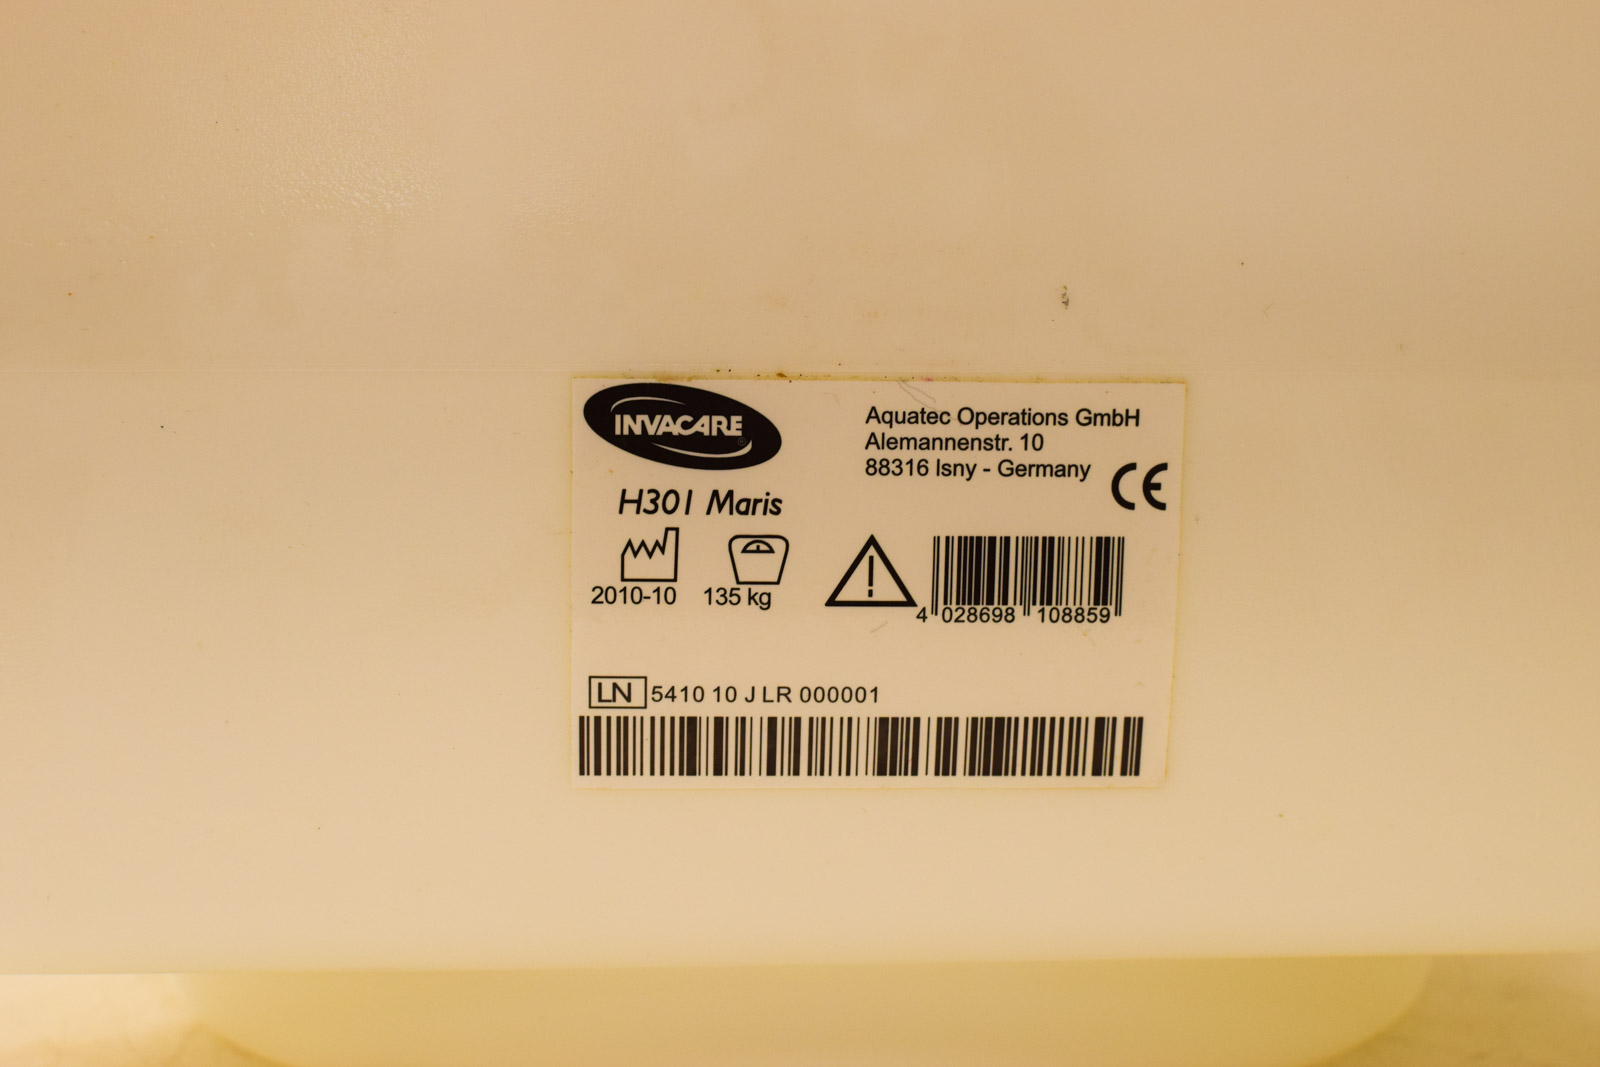 INVACARE®
Aquatec Operations GmbH
Alemannenstr. 10
88316 Isny - Germany
CE
H301 Maris
2010-10
135 kg
4 028698 108859
LN 5410 10 J LR 000001